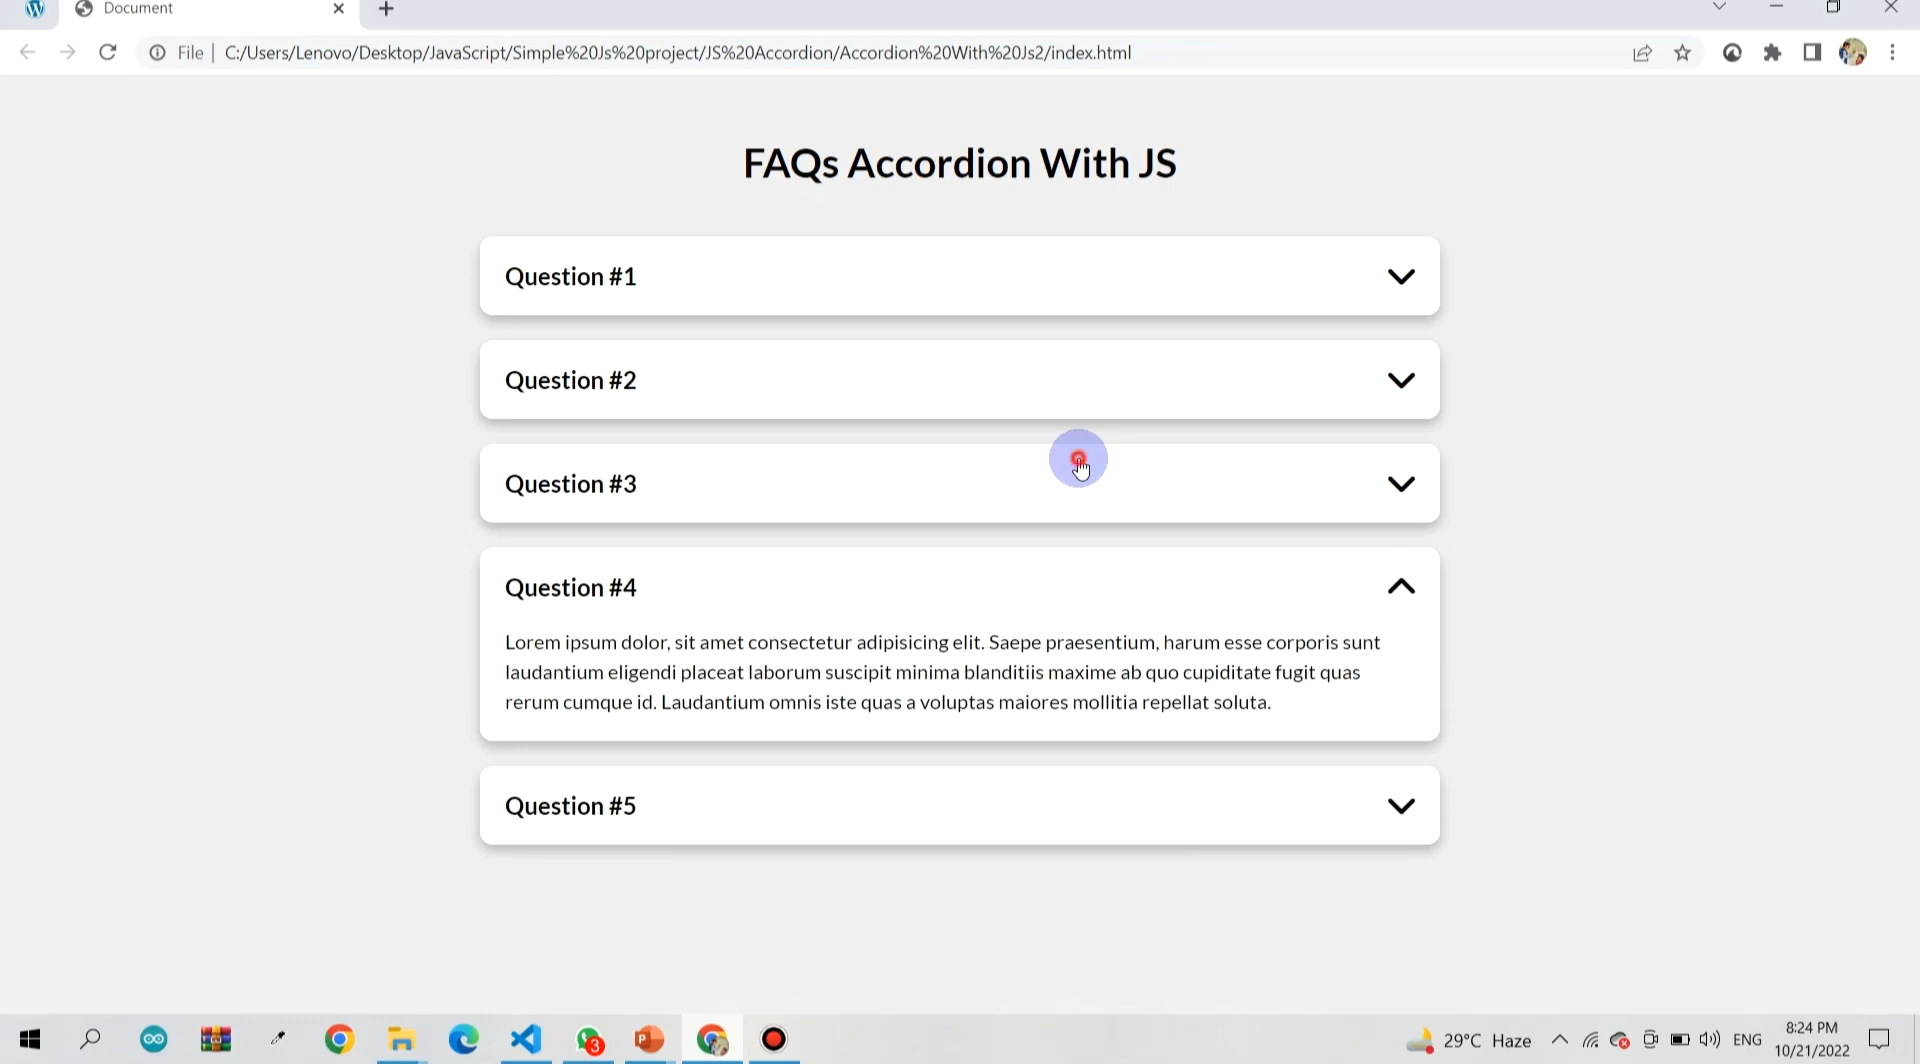 Document
File
C:/Users/Lenovo/Desktop/JavaScript/Simple%20Js%20project/JS%20Accordion/Accordion%20With%20Js2/index.html
FAQs Accordion With JS
Question #1
Question #2
Question #3
Question #4
Lorem ipsum dolor, sit amet consectetur adipisicing elit. Saepe praesentium, harum esse corporis sunt
laudantium eligendi placeat laborum suscipit minima blanditiis maxime ab quo cupiditate fugit quas
rerum cumque id. Laudantium omnis iste quas a voluptas maiores mollitia repellat soluta.
Question #5
3
29°C Haze
ENG
8:24 PM
10/21/2022